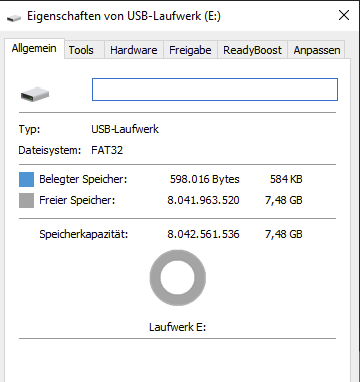 Eigenschaften von USB-Laufwerk (E:)
Allgemein Tools Hardware Freigabe ReadyBoost Anpassen
Typ: USB-Laufwerk
Dateisystem: FAT32
Belegter Speicher: 598.016 Bytes 584 KB
Freier Speicher: 8.041.963.520 7,48 GB
Speicherkapazität: 8.042.561.536 7,48 GB
Laufwerk E: